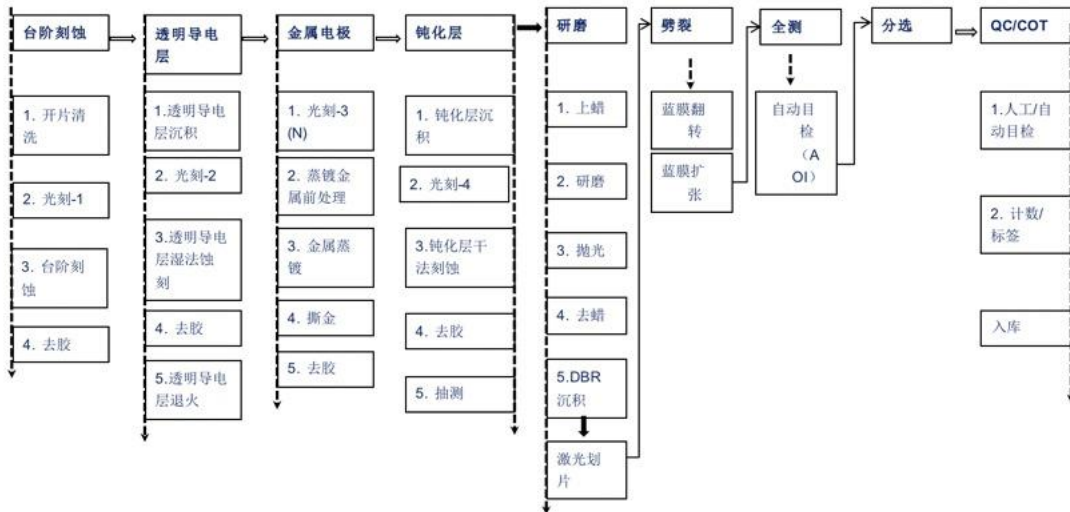 台阶刻蚀
1. 开片清
洗
2. 光刻-1
3. 台阶刻
蚀
4. 去胶
透明导电
层
1.透明导
电层沉积
2. 光刻-2
3.透明导电
层湿法蚀
刻
4. 去胶
5.透明导电
层退火
金属电极
1. 光刻-3
(N)
2. 蒸镀金
属前处理
3. 金属蒸
镀
4. 撕金
5. 去胶
钝化层
1. 钝化层沉
积
2. 光刻-4
3.钝化层干
法刻蚀
4. 去胶
5. 抽测
研磨
1. 上蜡
2. 研磨
3. 抛光
4. 去蜡
5.DBR
沉积
激光划
片
劈裂
蓝膜翻
转
蓝膜扩
张
全测
自动目
检
（A
OI）
分选
QC/COT
1.人工/自
动目检
2. 计数/
标签
入库